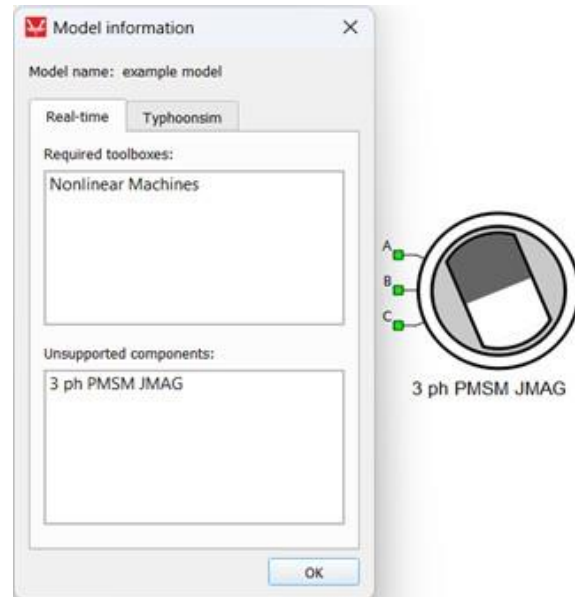 Model information
Model name: example model
Real-time
Typhoonsim
Required toolboxes:
Nonlinear Machines
Unsupported components:
3 ph PMSM JMAG
OK
A
B
C
3 ph PMSM JMAG